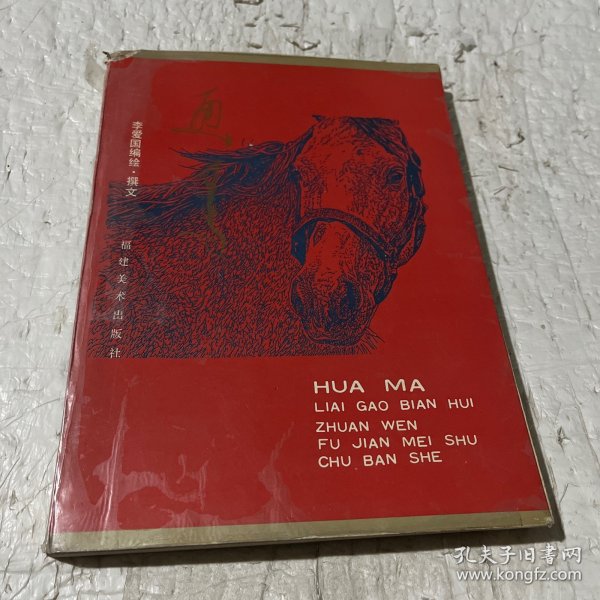 李爱国编绘·撰文
福建美术出版社
HUA MA
LIAI GAO BIAN HUI
ZHUAN WEN
FU JIAN MEI SHU
CHU BAN SHE
孔夫子旧书网
www.kongfz.com